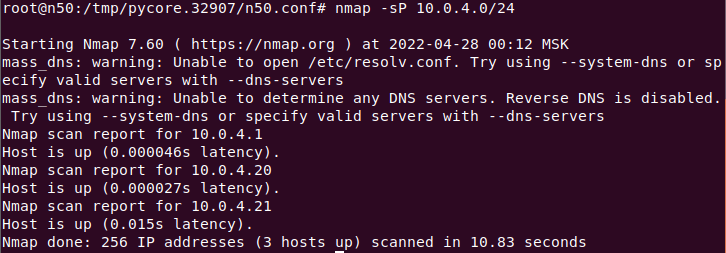 root@n50:/tmp/pycore.32907/n50.conf# nmap -sP 10.0.4.0/24
Starting Nmap 7.60 ( https://nmap.org ) at 2022-04-28 00:12 MSK
mass_dns: warning: Unable to open /etc/resolv.conf. Try using --system-dns or sp
ecify valid servers with --dns-servers
mass_dns: warning: Unable to determine any DNS servers. Reverse DNS is disabled.
 Try using --system-dns or specify valid servers with --dns-servers
Nmap scan report for 10.0.4.1
Host is up (0.000046s latency).
Nmap scan report for 10.0.4.20
Host is up (0.000027s latency).
Nmap scan report for 10.0.4.21
Host is up (0.015s latency).
Nmap done: 256 IP addresses (3 hosts up) scanned in 10.83 seconds